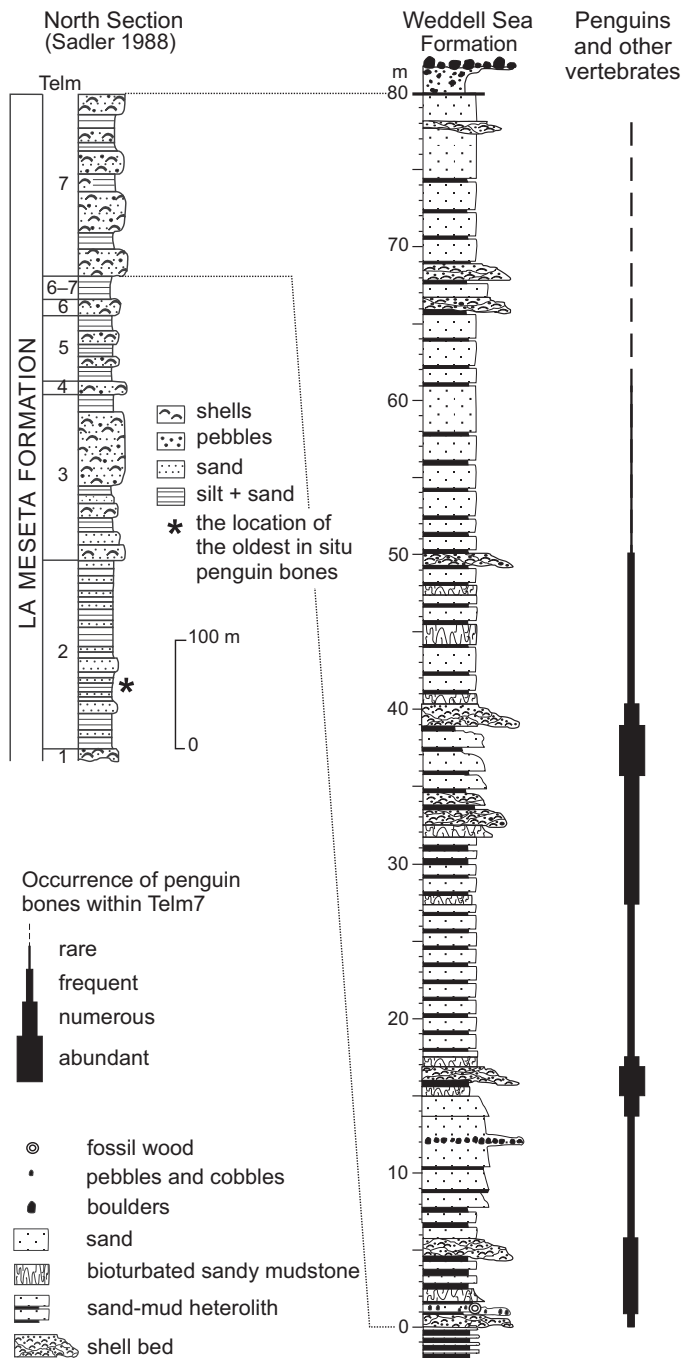 North Section
(Sadler 1988)
Telm
7
6–7
6
5
4
3
2
1
LA MESETA FORMATION
shells
pebbles
sand
silt + sand
* the location of
the oldest in situ
penguin bones
100 m
0
Occurrence of penguin
bones within Telm7
rare
frequent
numerous
abundant
fossil wood
pebbles and cobbles
boulders
sand
bioturbated sandy mudstone
sand-mud heterolith
shell bed
Weddell Sea
Formation
m
80
70
60
50
40
30
20
10
0
Penguins
and other
vertebrates
*